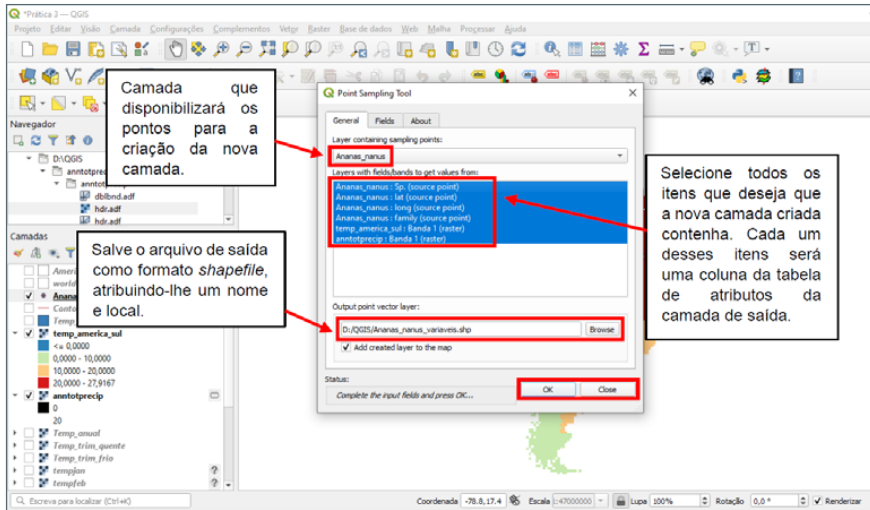 *Prática 3 — QGIS
Projeto Editar Visão Camada Configurações Complementos Vetor Raster Base de dados Web Malha Processar Ajuda
Camada que
disponibilizará os
pontos para a
criação da nova
camada.
Navegador
D:\QGIS
dblbnd.adf
hdr.adf
hdr.adf
Camadas
Salve o arquivo de saída
como formato shapefile,
atribuindo-lhe um nome
e local.
temp_america_sul
<= 0,0000
0,0000 - 10,0000
10,0000 - 20,0000
20,0000 - 27,9167
anntotprecip
0
20
Temp_anual
Temp_trim_quente
Temp_trim_frio
tempjan
tempfeb
Point Sampling Tool
General Fields About
Layer containing sampling points:
Ananas_nanus
Layers with fields/bands to get values from:
Ananas_nanus : Sp. (source point)
Ananas_nanus : lat (source point)
Ananas_nanus : long (source point)
Ananas_nanus : family (source point)
temp_america_sul : Banda 1 (raster)
anntotprecip : Banda 1 (raster)
Output point vector layer:
D:/QGIS/Ananas_nanus_variaveis.shp Browse
Add created layer to the map
Status:
Complete the input fields and press OK...
OK Close
Selecione todos os
itens que deseja que
a nova camada criada
contenha. Cada um
desses itens será
uma coluna da tabela
de atributos da
camada de saída.
Escreva para localizar (Ctrl+K) Coordenada -78.8,17.4 Escala 1:47000000 Lupa 100% Rotação 0,0 ° Renderizar